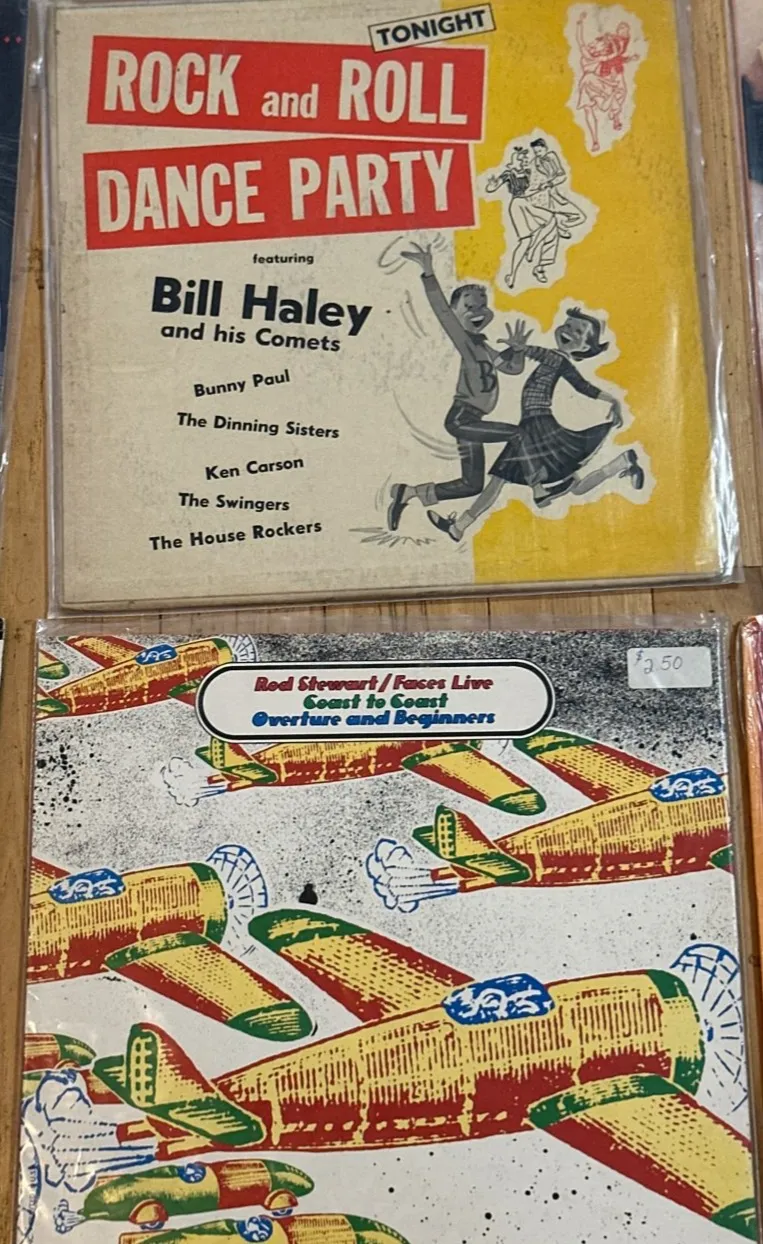 TONIGHT
ROCK and ROLL
DANCE PARTY
featuring
Bill Haley
and his Comets
Bunny Paul
The Dinning Sisters
Ken Carson
The Swingers
The House Rockers
B
$2.50
Rod Stewart/Faces Live
Coast to Coast
Overture and Beginners